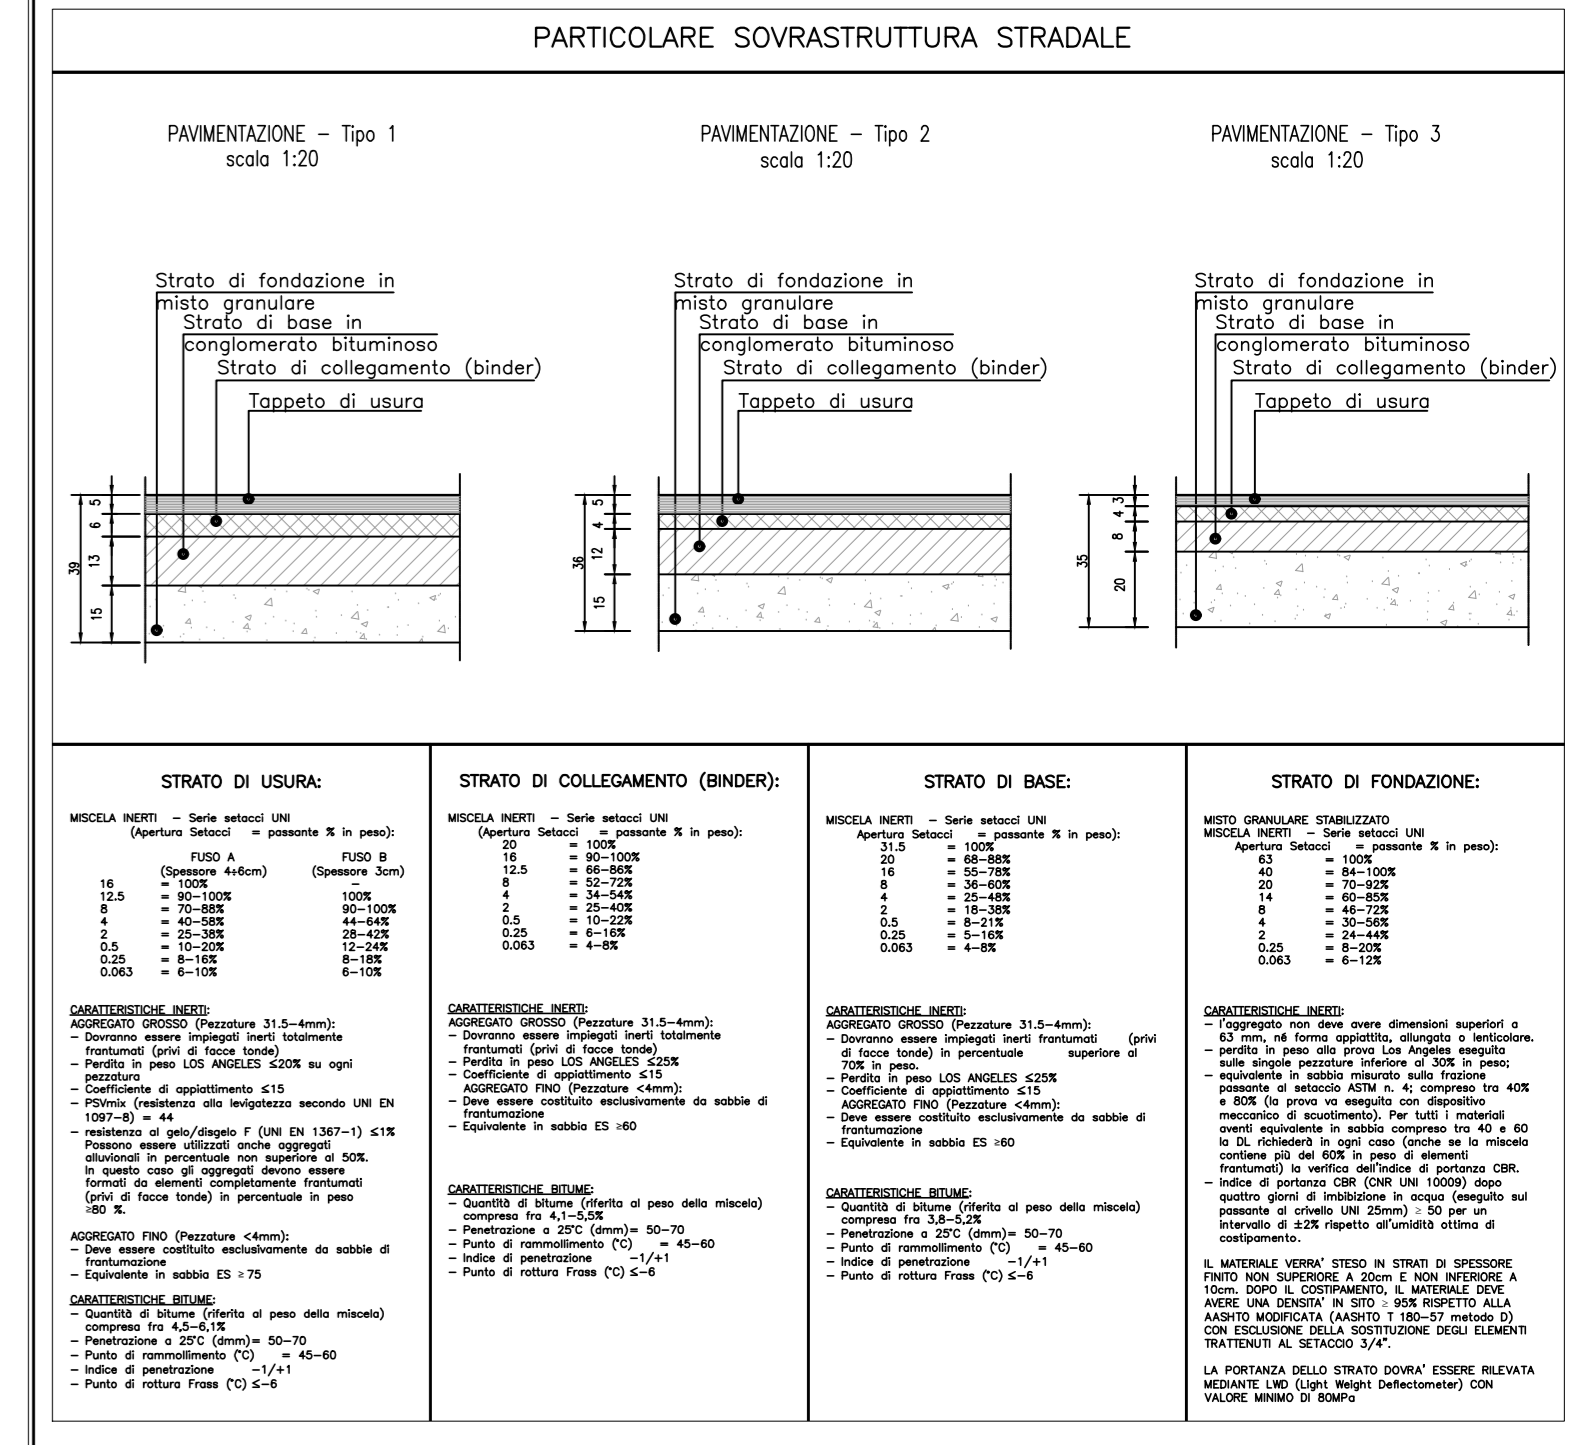 PARTICOLARE SOVRASTRUTTURA STRADALE
PAVIMENTAZIONE – Tipo 1
scala 1:20
Strato di fondazione in
misto granulare
Strato di base in
conglomerato bituminoso
Strato di collegamento (binder)
Tappeto di usura
39
5
6
13
15
PAVIMENTAZIONE – Tipo 2
scala 1:20
Strato di fondazione in
misto granulare
Strato di base in
conglomerato bituminoso
Strato di collegamento (binder)
Tappeto di usura
36
5
4
12
15
PAVIMENTAZIONE – Tipo 3
scala 1:20
Strato di fondazione in
misto granulare
Strato di base in
conglomerato bituminoso
Strato di collegamento (binder)
Tappeto di usura
35
3
4
8
20
STRATO DI USURA:
MISCELA INERTI – Serie setacci UNI
(Apertura Setacci = passante % in peso):
FUSO A FUSO B
(Spessore 4÷6cm) (Spessore 3cm)
16 = 100% –
12.5 = 90–100% 100%
8 = 70–88% 90–100%
4 = 40–58% 44–64%
2 = 25–38% 28–42%
0.5 = 10–20% 12–24%
0.25 = 8–16% 8–18%
0.063 = 6–10% 6–10%
CARATTERISTICHE INERTI:
AGGREGATO GROSSO (Pezzature 31.5–4mm):
– Dovranno essere impiegati inerti totalmente
frantumati (privi di facce tonde)
– Perdita in peso LOS ANGELES ≤20% su ogni
pezzatura
– Coefficiente di appiattimento ≤15
– PSVmix (resistenza alla levigatezza secondo UNI EN
1097–8) = 44
– resistenza al gelo/disgelo F (UNI EN 1367–1) ≤1%
Possono essere utilizzati anche aggregati
alluvionali in percentuale non superiore al 50%.
In questo caso gli aggregati devono essere
formati da elementi completamente frantumati
(privi di facce tonde) in percentuale in peso
≥80 %.
AGGREGATO FINO (Pezzature <4mm):
– Deve essere costituito esclusivamente da sabbie di
frantumazione
– Equivalente in sabbia ES ≥75
CARATTERISTICHE BITUME:
– Quantità di bitume (riferita al peso della miscela)
compresa fra 4,5–6,1%
– Penetrazione a 25°C (dmm)= 50–70
– Punto di rammollimento (°C) = 45–60
– Indice di penetrazione –1/+1
– Punto di rottura Frass (°C) ≤–6
STRATO DI COLLEGAMENTO (BINDER):
MISCELA INERTI – Serie setacci UNI
(Apertura Setacci = passante % in peso):
20 = 100%
16 = 90–100%
12.5 = 66–86%
8 = 52–72%
4 = 34–54%
2 = 25–40%
0.5 = 10–22%
0.25 = 6–16%
0.063 = 4–8%
CARATTERISTICHE INERTI:
AGGREGATO GROSSO (Pezzature 31.5–4mm):
– Dovranno essere impiegati inerti totalmente
frantumati (privi di facce tonde)
– Perdita in peso LOS ANGELES ≤25%
– Coefficiente di appiattimento ≤15
AGGREGATO FINO (Pezzature <4mm):
– Deve essere costituito esclusivamente da sabbie di
frantumazione
– Equivalente in sabbia ES ≥60
CARATTERISTICHE BITUME:
– Quantità di bitume (riferita al peso della miscela)
compresa fra 4,1–5,5%
– Penetrazione a 25°C (dmm)= 50–70
– Punto di rammollimento (°C) = 45–60
– Indice di penetrazione –1/+1
– Punto di rottura Frass (°C) ≤–6
STRATO DI BASE:
MISCELA INERTI – Serie setacci UNI
Apertura Setacci = passante % in peso):
31.5 = 100%
20 = 68–88%
16 = 55–78%
8 = 36–60%
4 = 25–48%
2 = 18–38%
0.5 = 8–21%
0.25 = 5–16%
0.063 = 4–8%
CARATTERISTICHE INERTI:
AGGREGATO GROSSO (Pezzature 31.5–4mm):
– Dovranno essere impiegati inerti frantumati (privi
di facce tonde) in percentuale superiore al
70% in peso.
– Perdita in peso LOS ANGELES ≤25%
– Coefficiente di appiattimento ≤15
AGGREGATO FINO (Pezzature <4mm):
– Deve essere costituito esclusivamente da sabbie di
frantumazione
– Equivalente in sabbia ES ≥60
CARATTERISTICHE BITUME:
– Quantità di bitume (riferita al peso della miscela)
compresa fra 3,8–5,2%
– Penetrazione a 25°C (dmm)= 50–70
– Punto di rammollimento (°C) = 45–60
– Indice di penetrazione –1/+1
– Punto di rottura Frass (°C) ≤–6
STRATO DI FONDAZIONE:
MISTO GRANULARE STABILIZZATO
MISCELA INERTI – Serie setacci UNI
Apertura Setacci = passante % in peso):
63 = 100%
40 = 84–100%
20 = 70–92%
14 = 60–85%
8 = 46–72%
4 = 30–56%
2 = 24–44%
0.25 = 8–20%
0.063 = 6–12%
CARATTERISTICHE INERTI:
– l'aggregato non deve avere dimensioni superiori a
63 mm, né forma appiattita, allungata o lenticolare.
– perdita in peso alla prova Los Angeles eseguita
sulle singole pezzature inferiore al 30% in peso;
– equivalente in sabbia misurato sulla frazione
passante al setaccio ASTM n. 4; compreso tra 40%
e 80% (la prova va eseguita con dispositivo
meccanico di scuotimento). Per tutti i materiali
aventi equivalente in sabbia compreso tra 40 e 60
la DL richiederà in ogni caso (anche se la miscela
contiene più del 60% in peso di elementi
frantumati) la verifica dell'indice di portanza CBR.
– indice di portanza CBR (CNR UNI 10009) dopo
quattro giorni di imbibizione in acqua (eseguito sul
passante al crivello UNI 25mm) ≥ 50 per un
intervallo di ±2% rispetto all'umidità ottima di
costipamento.
IL MATERIALE VERRA' STESO IN STRATI DI SPESSORE
FINITO NON SUPERIORE A 20cm E NON INFERIORE A
10cm. DOPO IL COSTIPAMENTO, IL MATERIALE DEVE
AVERE UNA DENSITA' IN SITO ≥ 95% RISPETTO ALLA
AASHTO MODIFICATA (AASHTO T 180–57 metodo D)
CON ESCLUSIONE DELLA SOSTITUZIONE DEGLI ELEMENTI
TRATTENUTI AL SETACCIO 3/4".
LA PORTANZA DELLO STRATO DOVRA' ESSERE RILEVATA
MEDIANTE LWD (Light Weight Deflectometer) CON
VALORE MINIMO DI 80MPa